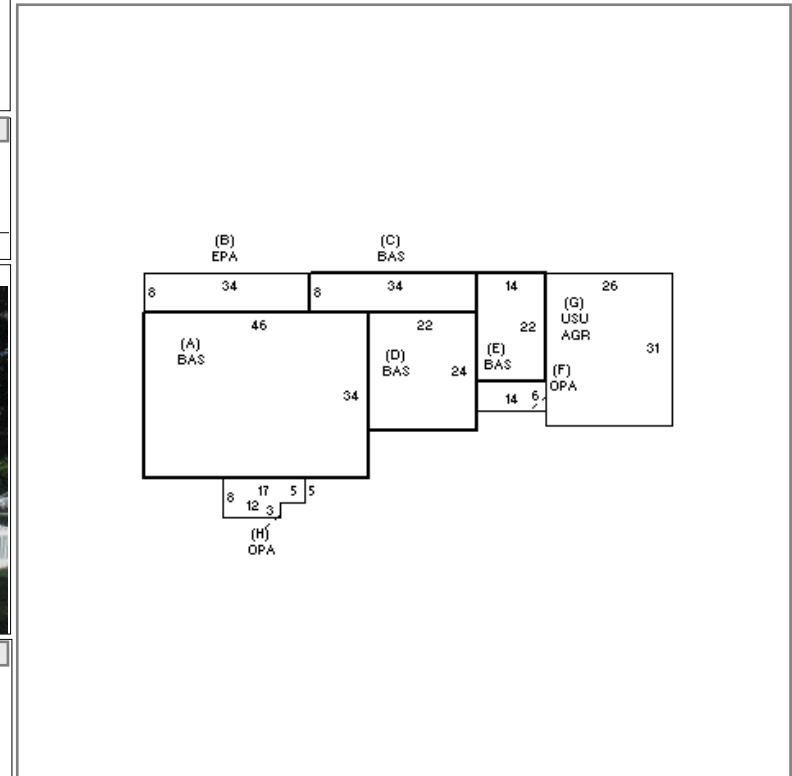 (B)
EPA
(C)
BAS
8
34
8
34
14
26
(G)
USU
AGR
46
22
22
31
(A)
BAS
(D)
BAS
24
(E)
BAS
(F)
OPA
34
14
6
8
17
5
5
12
3
(H)
OPA